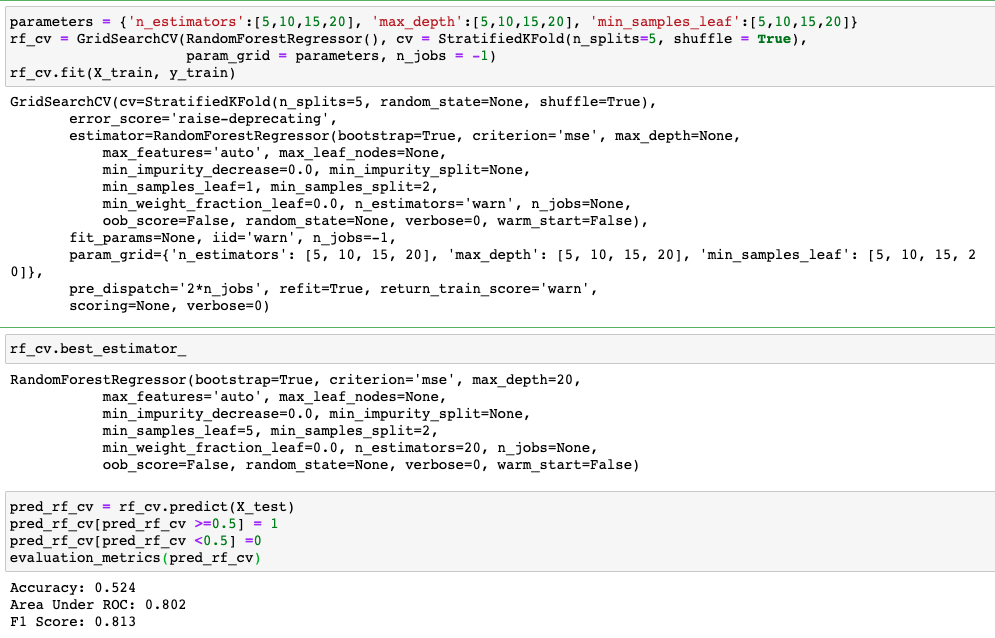 parameters = {'n_estimators':[5,10,15,20], 'max_depth':[5,10,15,20], 'min_samples_leaf':[5,10,15,20]}
rf_cv = GridSearchCV(RandomForestRegressor(), cv = StratifiedKFold(n_splits=5, shuffle = True),
param_grid = parameters, n_jobs = -1)
rf_cv.fit(X_train, y_train)
GridSearchCV(cv=StratifiedKFold(n_splits=5, random_state=None, shuffle=True),
error_score='raise-deprecating',
estimator=RandomForestRegressor(bootstrap=True, criterion='mse', max_depth=None,
max_features='auto', max_leaf_nodes=None,
min_impurity_decrease=0.0, min_impurity_split=None,
min_samples_leaf=1, min_samples_split=2,
min_weight_fraction_leaf=0.0, n_estimators='warn', n_jobs=None,
oob_score=False, random_state=None, verbose=0, warm_start=False),
fit_params=None, iid='warn', n_jobs=-1,
param_grid={'n_estimators': [5, 10, 15, 20], 'max_depth': [5, 10, 15, 20], 'min_samples_leaf': [5, 10, 15, 2
0]},
pre_dispatch='2*n_jobs', refit=True, return_train_score='warn',
scoring=None, verbose=0)
rf_cv.best_estimator_
RandomForestRegressor(bootstrap=True, criterion='mse', max_depth=20,
max_features='auto', max_leaf_nodes=None,
min_impurity_decrease=0.0, min_impurity_split=None,
min_samples_leaf=5, min_samples_split=2,
min_weight_fraction_leaf=0.0, n_estimators=20, n_jobs=None,
oob_score=False, random_state=None, verbose=0, warm_start=False)
pred_rf_cv = rf_cv.predict(X_test)
pred_rf_cv[pred_rf_cv >=0.5] = 1
pred_rf_cv[pred_rf_cv <0.5] =0
evaluation_metrics(pred_rf_cv)
Accuracy: 0.524
Area Under ROC: 0.802
F1 Score: 0.813